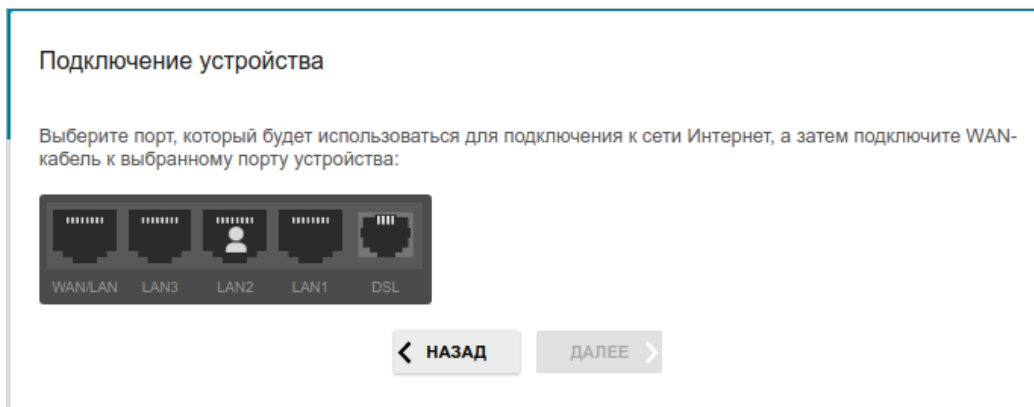 Подключение устройства
Выберите порт, который будет использоваться для подключения к сети Интернет, а затем подключите WAN-
кабель к выбранному порту устройства:
WAN/LAN LAN3 LAN2 LAN1 DSL
НАЗАД ДАЛЕЕ